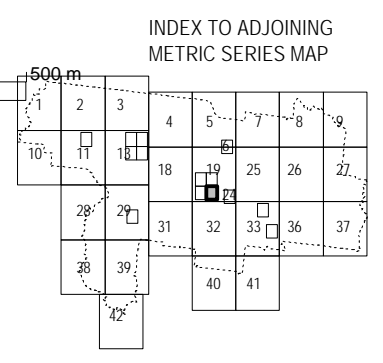 INDEX TO ADJOINING
METRIC SERIES MAP
500 m
1 2 3
4 5 7 8 9
6
10 11 13
18 19 25 26 27
24
28 29
31 32 33 36 37
38 39
40 41
42